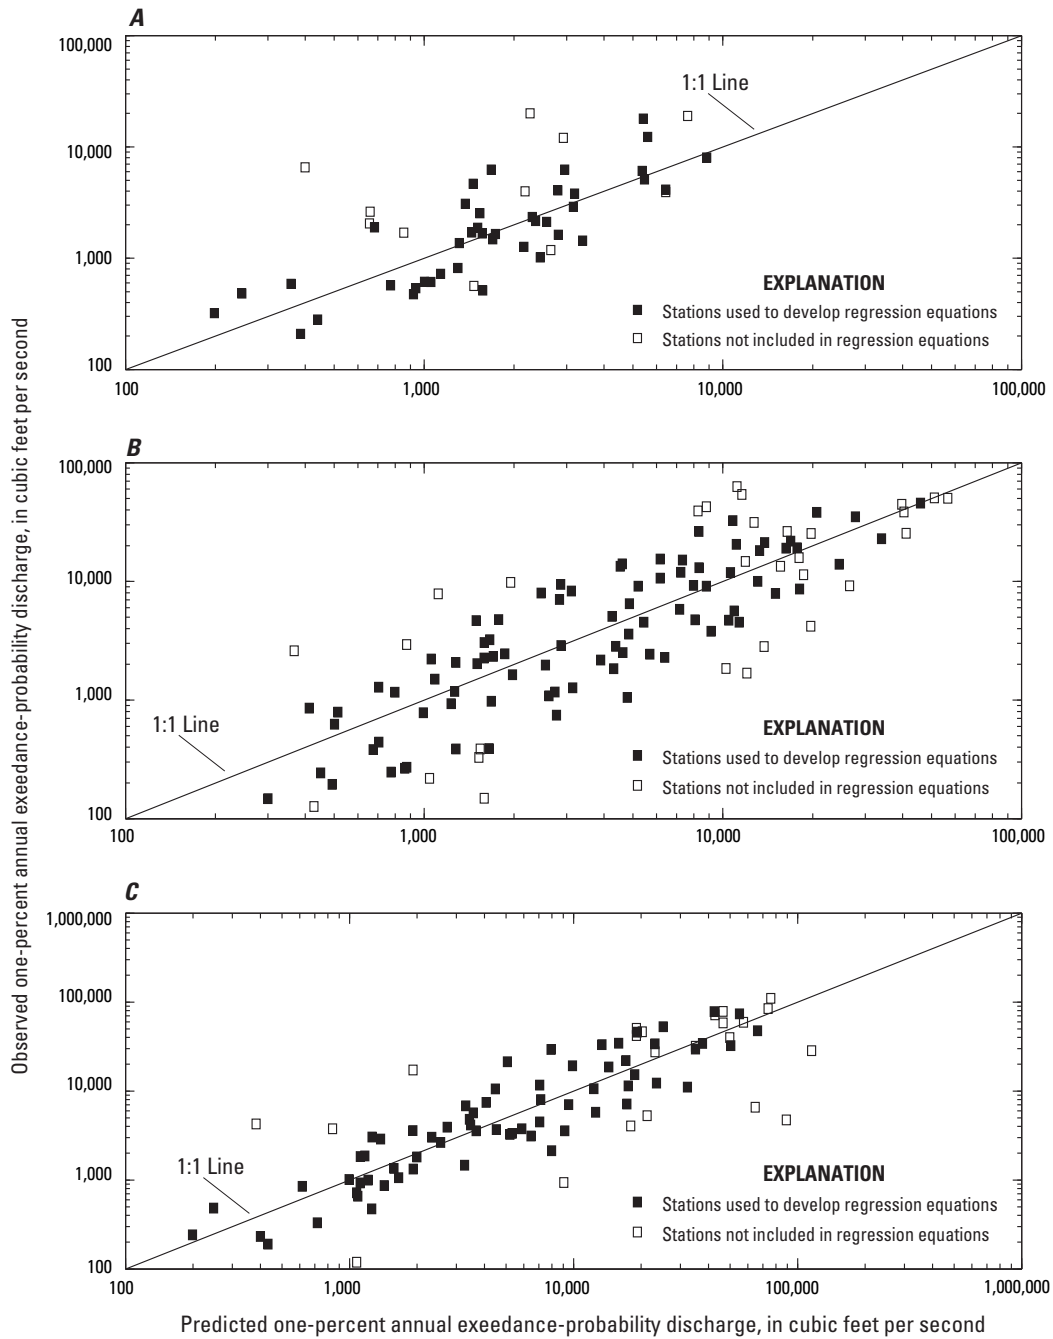 A
100,000
10,000
1,000
100
1:1 Line
EXPLANATION
Stations used to develop regression equations
Stations not included in regression equations
100 1,000 10,000 100,000
B
100,000
10,000
1,000
100
1:1 Line
EXPLANATION
Stations used to develop regression equations
Stations not included in regression equations
100 1,000 10,000 100,000
C
1,000,000
100,000
10,000
1,000
100
1:1 Line
EXPLANATION
Stations used to develop regression equations
Stations not included in regression equations
100 1,000 10,000 100,000 1,000,000
Observed one-percent annual exeedance-probability discharge, in cubic feet per second
Predicted one-percent annual exeedance-probability discharge, in cubic feet per second